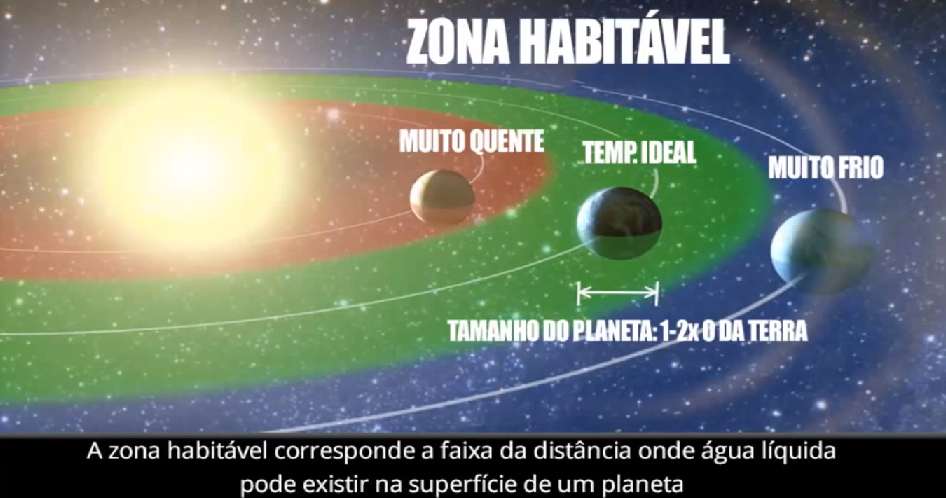 ZONA HABITÁVEL
MUITO QUENTE
TEMP. IDEAL
MUITO FRIO
TAMANHO DO PLANETA: 1-2x O DA TERRA
A zona habitável corresponde a faixa da distância onde água líquida
pode existir na superfície de um planeta